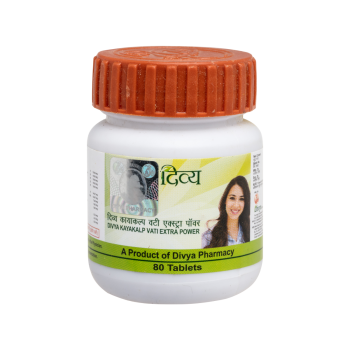 दिव्य
दिव्य कायाकल्प वटी एक्स्ट्रा पॉवर
DIVYA KAYAKALP VATI EXTRA POWER
A Product of Divya Pharmacy
80 Tablets